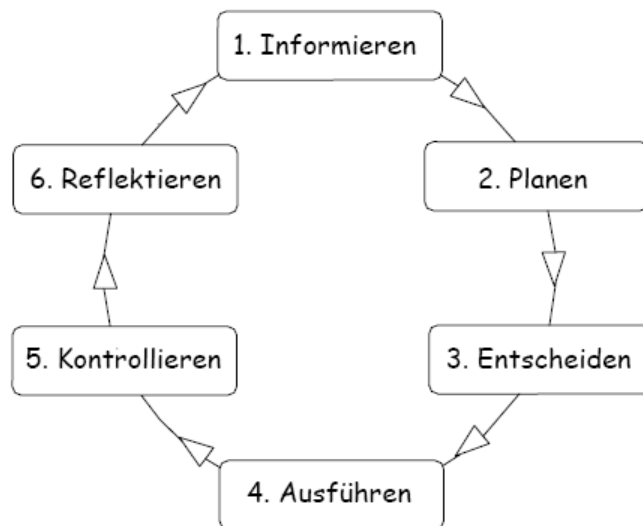 1. Informieren
2. Planen
3. Entscheiden
4. Ausführen
5. Kontrollieren
6. Reflektieren